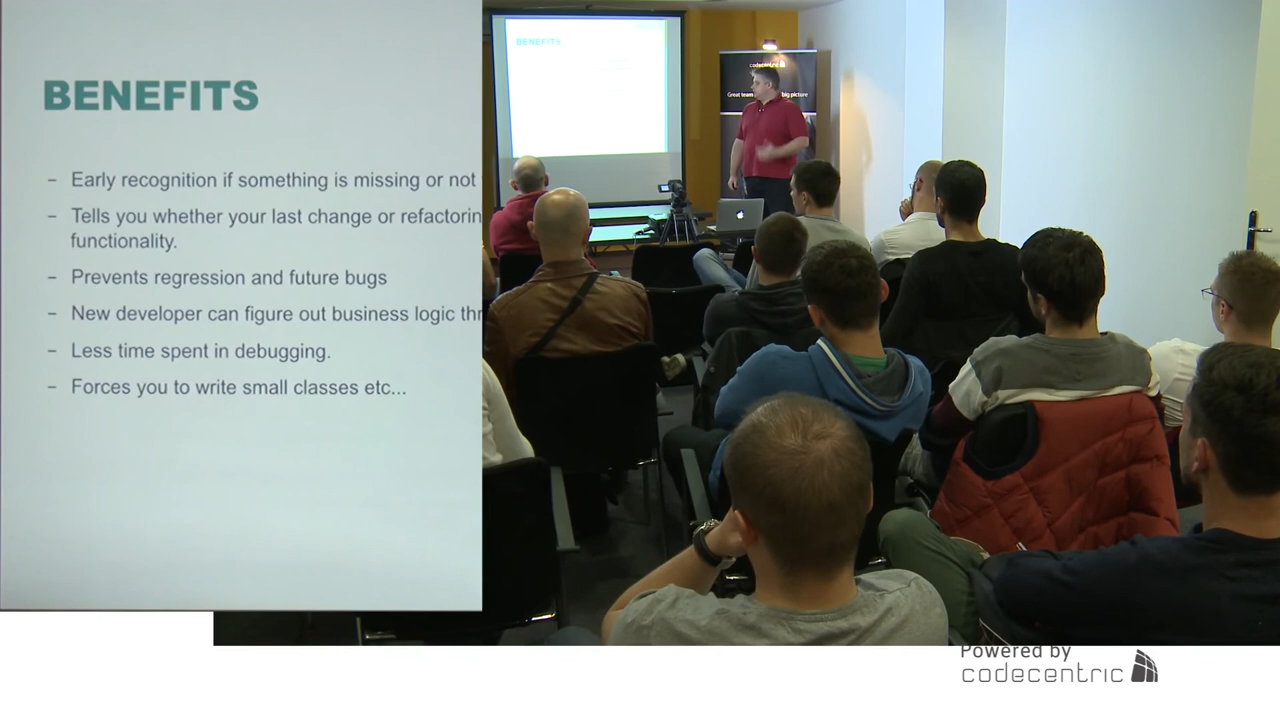 BENEFITS
– Early recognition if something is missing or not
– Tells you whether your last change or refactorin
functionality.
– Prevents regression and future bugs
– New developer can figure out business logic thr
– Less time spent in debugging.
– Forces you to write small classes etc...
BENEFITS
codecentric
Great team big picture
Powered by
codecentric